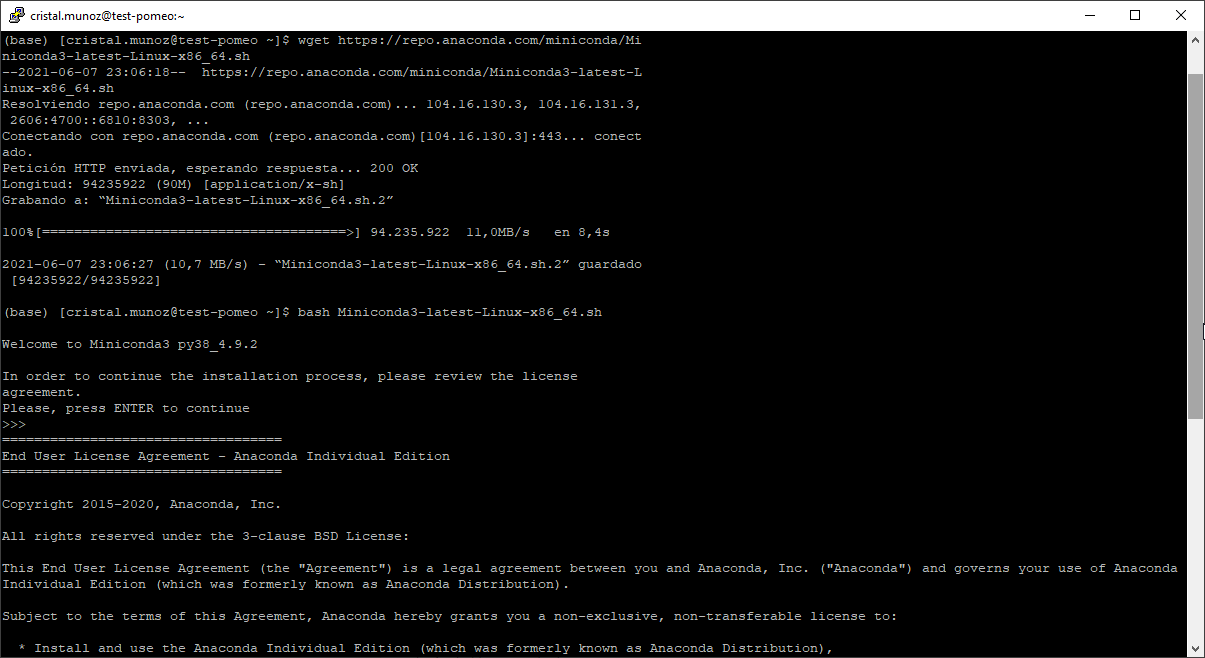 cristal.munoz@test-pomeo:~
(base) [cristal.munoz@test-pomeo ~]$ wget https://repo.anaconda.com/miniconda/Mi
niconda3-latest-Linux-x86_64.sh
--2021-06-07 23:06:18--  https://repo.anaconda.com/miniconda/Miniconda3-latest-L
inux-x86_64.sh
Resolviendo repo.anaconda.com (repo.anaconda.com)... 104.16.130.3, 104.16.131.3,
 2606:4700::6810:8303, ...
Conectando con repo.anaconda.com (repo.anaconda.com)[104.16.130.3]:443... conect
ado.
Petición HTTP enviada, esperando respuesta... 200 OK
Longitud: 94235922 (90M) [application/x-sh]
Grabando a: “Miniconda3-latest-Linux-x86_64.sh.2”
100%[======================================>] 94.235.922  11,0MB/s   en 8,4s
2021-06-07 23:06:27 (10,7 MB/s) - “Miniconda3-latest-Linux-x86_64.sh.2” guardado
 [94235922/94235922]
(base) [cristal.munoz@test-pomeo ~]$ bash Miniconda3-latest-Linux-x86_64.sh
Welcome to Miniconda3 py38_4.9.2
In order to continue the installation process, please review the license
agreement.
Please, press ENTER to continue
>>>
===================================
End User License Agreement - Anaconda Individual Edition
===================================
Copyright 2015-2020, Anaconda, Inc.
All rights reserved under the 3-clause BSD License:
This End User License Agreement (the "Agreement") is a legal agreement between you and Anaconda, Inc. ("Anaconda") and governs your use of Anaconda
Individual Edition (which was formerly known as Anaconda Distribution).
Subject to the terms of this Agreement, Anaconda hereby grants you a non-exclusive, non-transferable license to:
  * Install and use the Anaconda Individual Edition (which was formerly known as Anaconda Distribution),